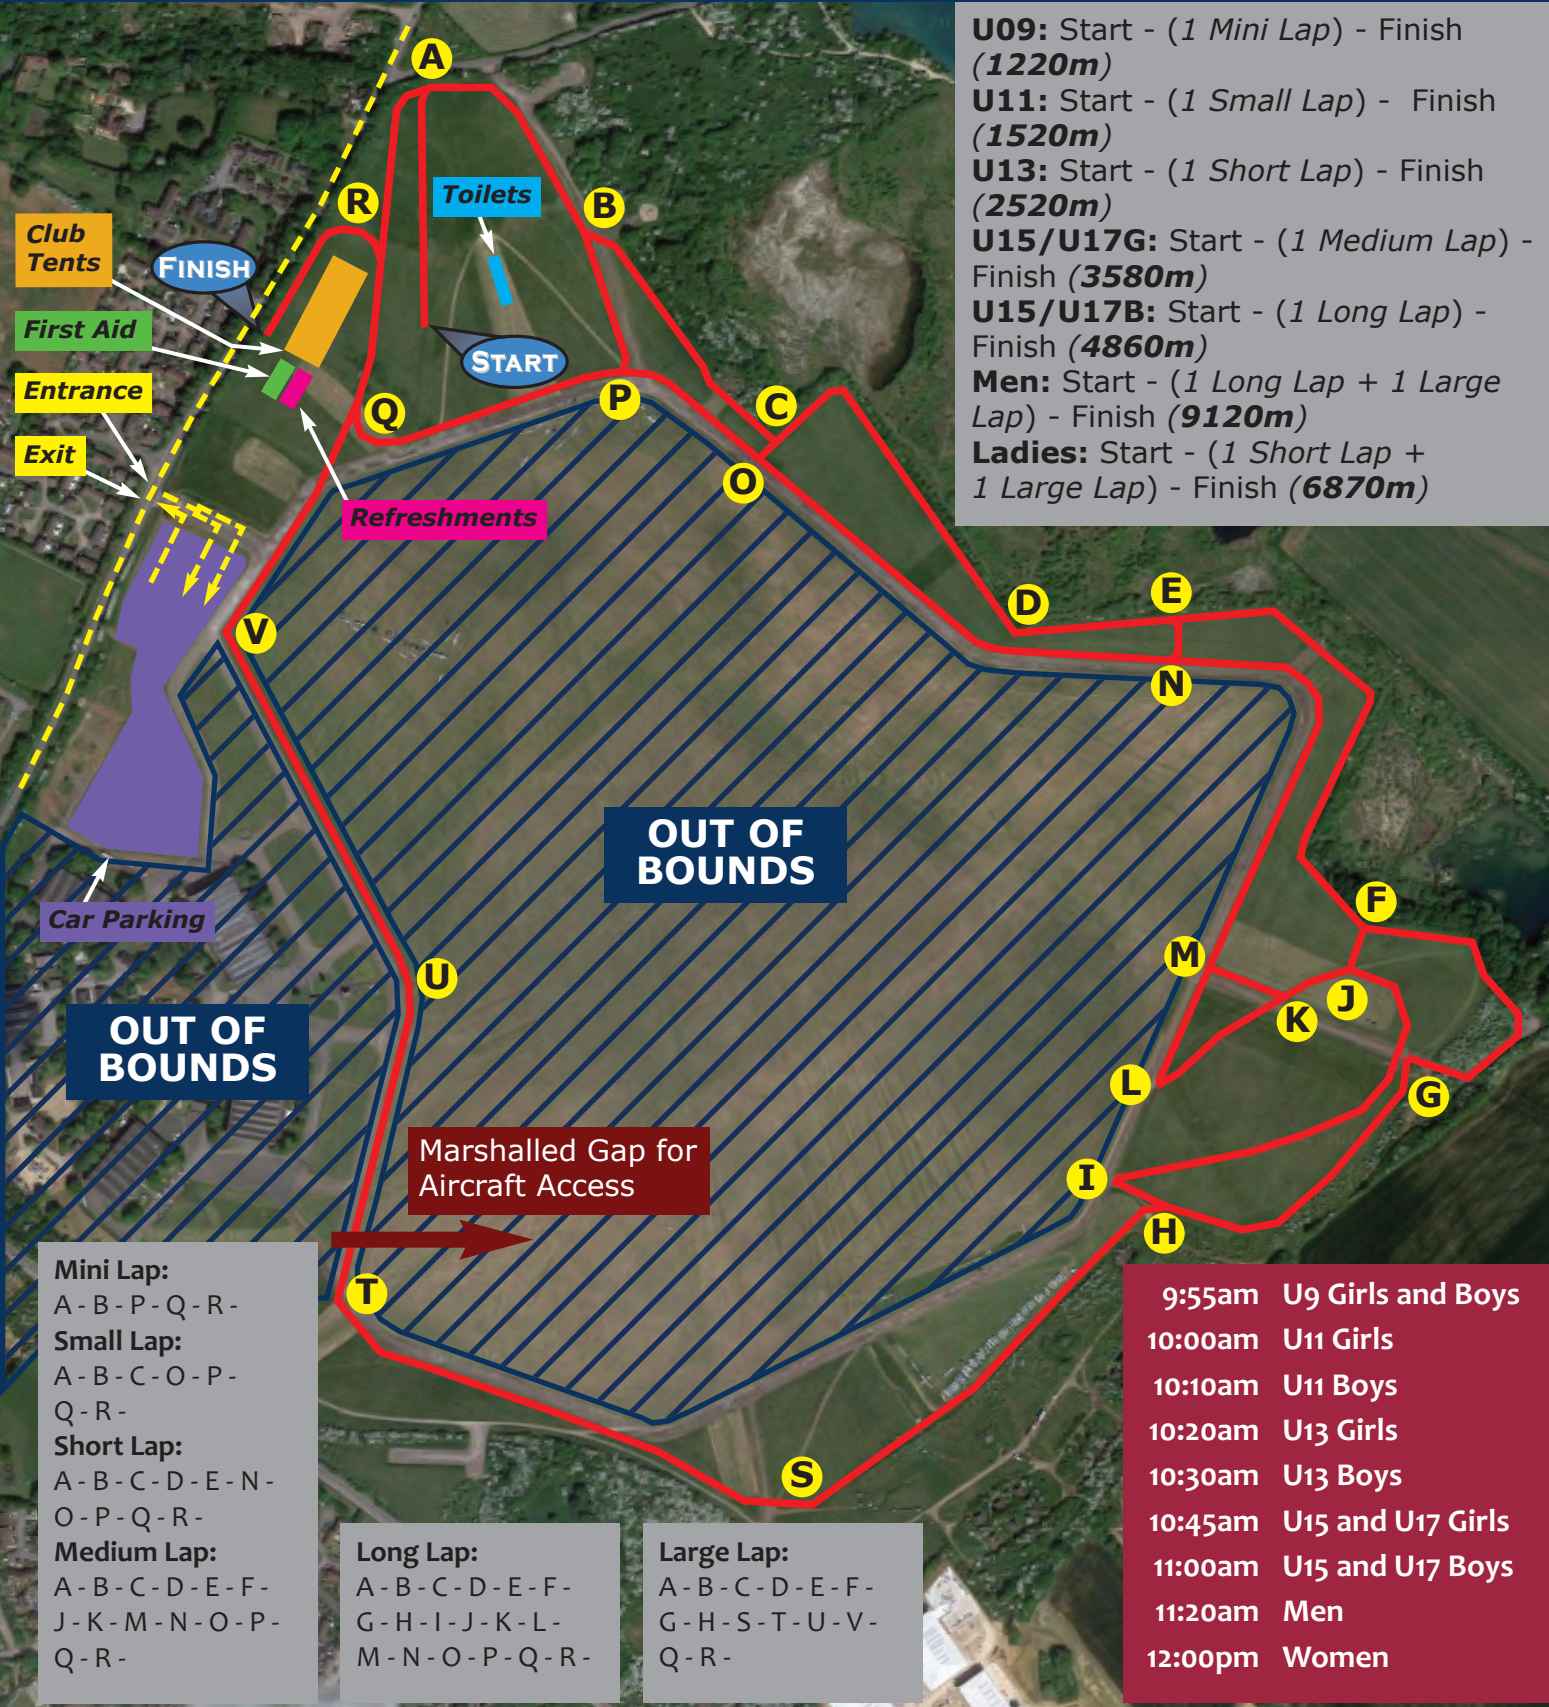 U09: Start - (1 Mini Lap) - Finish
(1220m)
U11: Start - (1 Small Lap) - Finish
(1520m)
U13: Start - (1 Short Lap) - Finish
(2520m)
U15/U17G: Start - (1 Medium Lap) -
Finish (3580m)
U15/U17B: Start - (1 Long Lap) -
Finish (4860m)
Men: Start - (1 Long Lap + 1 Large
Lap) - Finish (9120m)
Ladies: Start - (1 Short Lap +
1 Large Lap) - Finish (6870m)
A
R
Toilets
B
Club
Tents
FINISH
First Aid
START
Entrance
P
Q
C
Exit
O
Refreshments
D
E
V
N
OUT OF
BOUNDS
F
Car Parking
M
U
J
K
OUT OF
BOUNDS
L
G
Marshalled Gap for
Aircraft Access
I
H
T
S
Mini Lap:
A - B - P - Q - R -
Small Lap:
A - B - C - O - P -
Q - R -
Short Lap:
A - B - C - D - E - N -
O - P - Q - R -
Medium Lap:
A - B - C - D - E - F -
J - K - M - N - O - P -
Q - R -
Long Lap:
A - B - C - D - E - F -
G - H - I - J - K - L -
M - N - O - P - Q - R -
Large Lap:
A - B - C - D - E - F -
G - H - S - T - U - V -
Q - R -
9:55am U9 Girls and Boys
10:00am U11 Girls
10:10am U11 Boys
10:20am U13 Girls
10:30am U13 Boys
10:45am U15 and U17 Girls
11:00am U15 and U17 Boys
11:20am Men
12:00pm Women